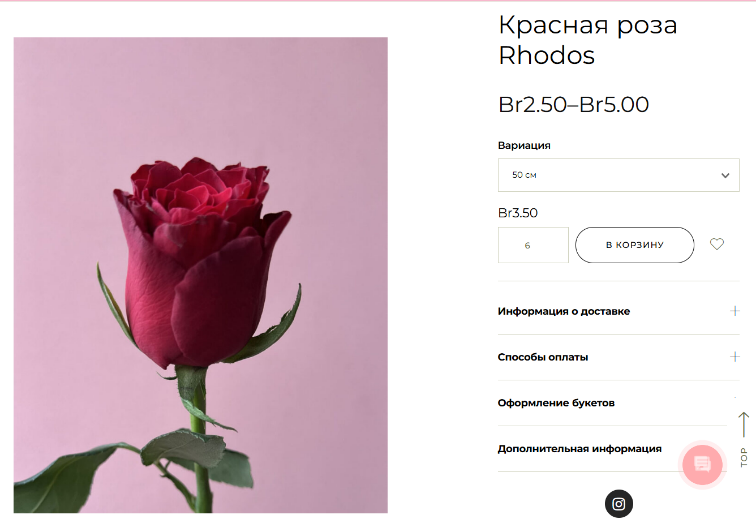 Красная роза
Rhodos
Br2.50–Br5.00
Вариация
50 см
Br3.50
6
В КОРЗИНУ
Информация о доставке
Способы оплаты
Оформление букетов
Дополнительная информация
TOP